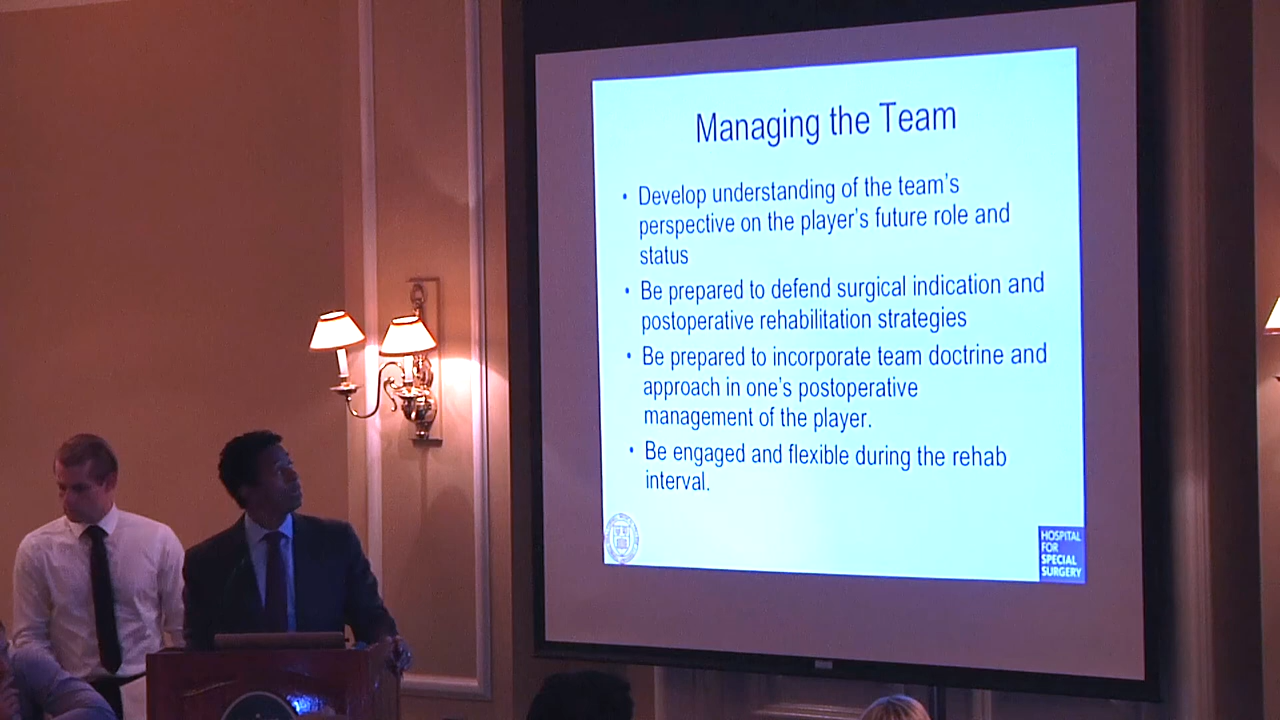 Managing the Team
• Develop understanding of the team's
perspective on the player's future role and
status
• Be prepared to defend surgical indication and
postoperative rehabilitation strategies
• Be prepared to incorporate team doctrine and
approach in one's postoperative
management of the player.
• Be engaged and flexible during the rehab
interval.
HOSPITAL
FOR
SPECIAL
SURGERY